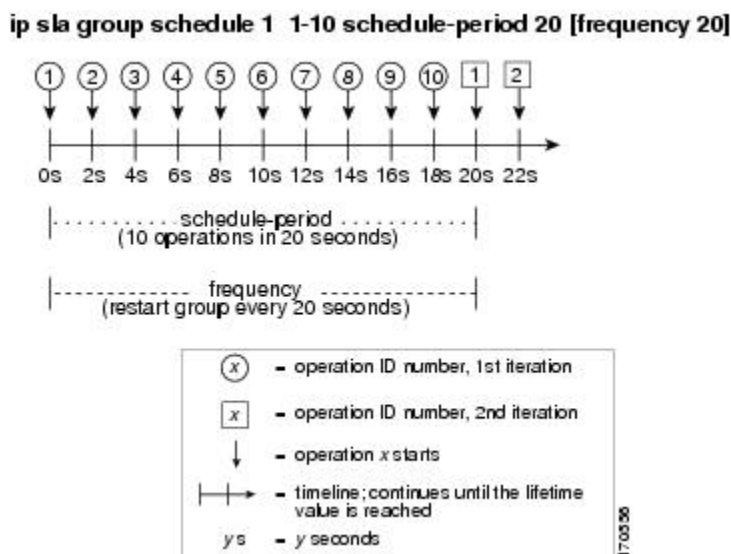 ip sla group schedule 1 1-10 schedule-period 20 [frequency 20]
1 2 3 4 5 6 7 8 9 10 1 2
0s 2s 4s 6s 8s 10s 12s 14s 16s 18s 20s 22s
schedule-period
(10 operations in 20 seconds)
frequency
(restart group every 20 seconds)
x = operation ID number, 1st iteration
x = operation ID number, 2nd iteration
= operation x starts
= timeline; continues until the lifetime
value is reached
y s = y seconds
170556